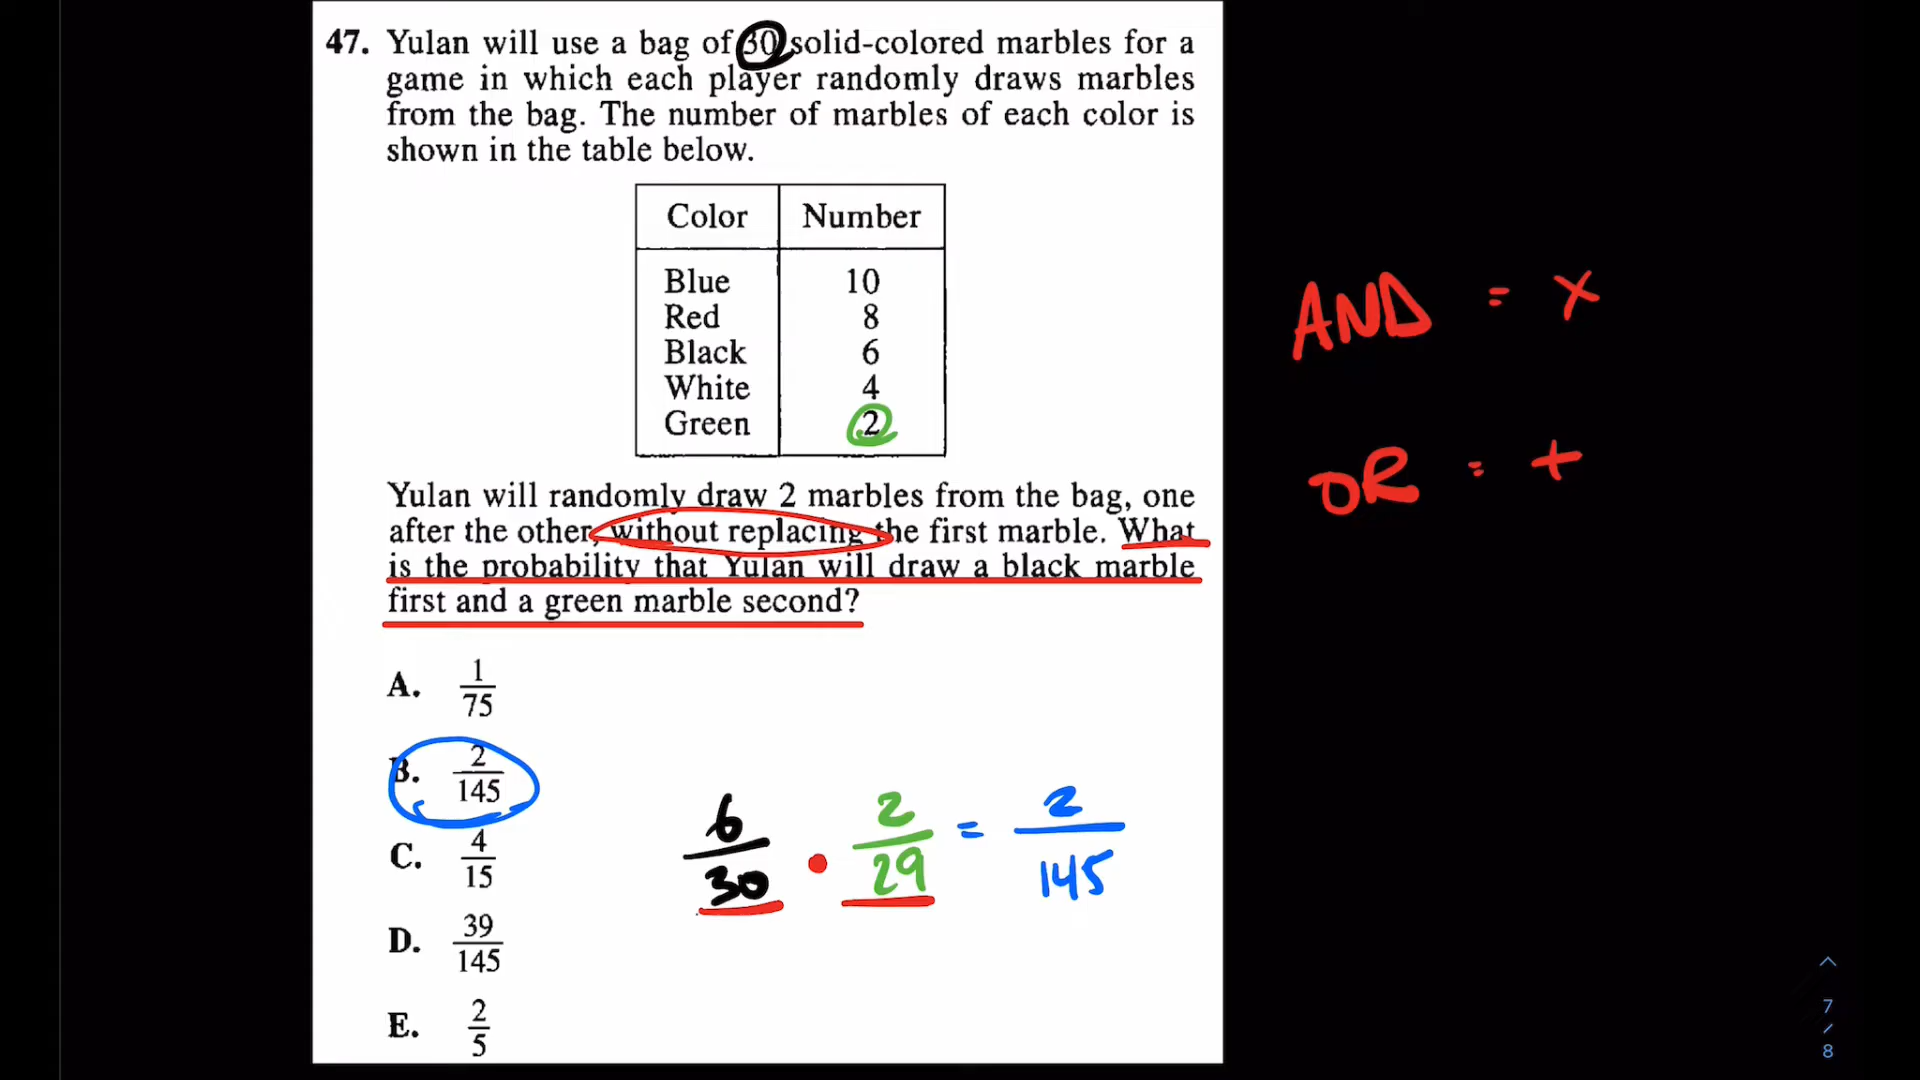 47. Yulan will use a bag of 30 solid-colored marbles for a
game in which each player randomly draws marbles
from the bag. The number of marbles of each color is
shown in the table below.
Color Number
Blue 10
Red 8
Black 6
White 4
Green 2
Yulan will randomly draw 2 marbles from the bag, one
after the other, without replacing the first marble. What
is the probability that Yulan will draw a black marble
first and a green marble second?
A. 1/75
B. 2/145
C. 4/15
D. 39/145
E. 2/5
6/30 • 2/29 = 2/145
AND = ×
OR = +
7
/
8